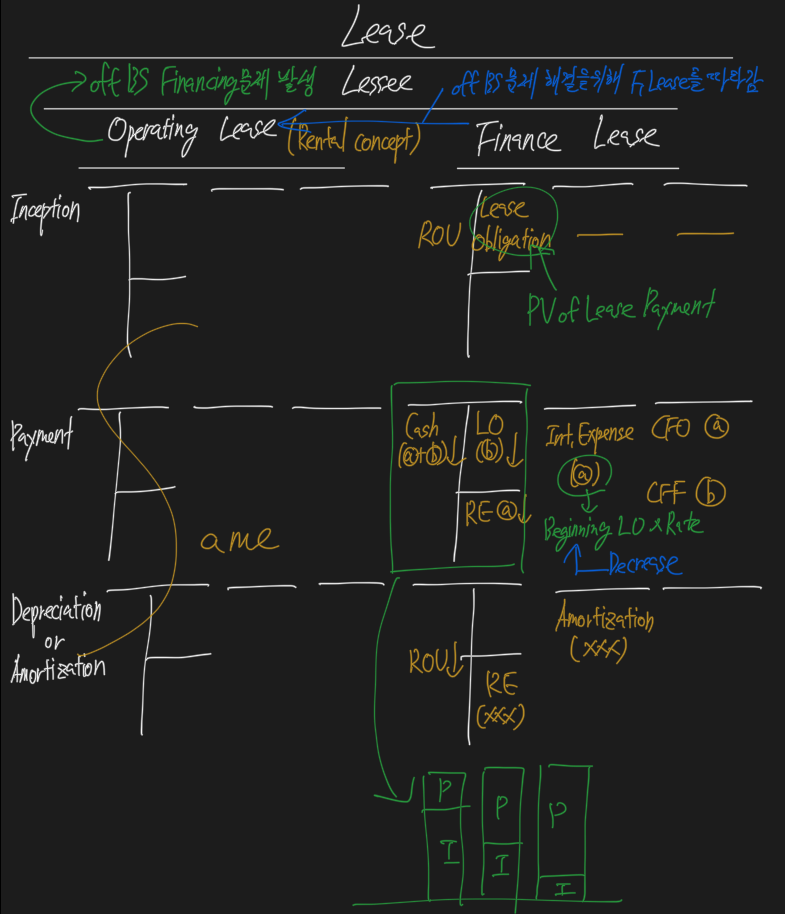 Lease
off BS Financing문제 발생
Lessee
off BS 문제 해결을위해 F, Lease를 따라감
Operating Lease (Rental concept)
Finance Lease
Inception
ROU
Lease
obligation
PV of Lease Payment
Payment
Cash
(ⓐ+ⓑ)↓
LO
(ⓑ)↓
RE ⓐ↓
Int, Expense
(ⓐ)
CFO ⓐ
CFF ⓑ
Beginning LO × Rate
Decrease
ame
Depreciation
or
Amortization
ROU↓
RE
(xxx)
Amortization
(xxx)
P
I
P
I
P
I